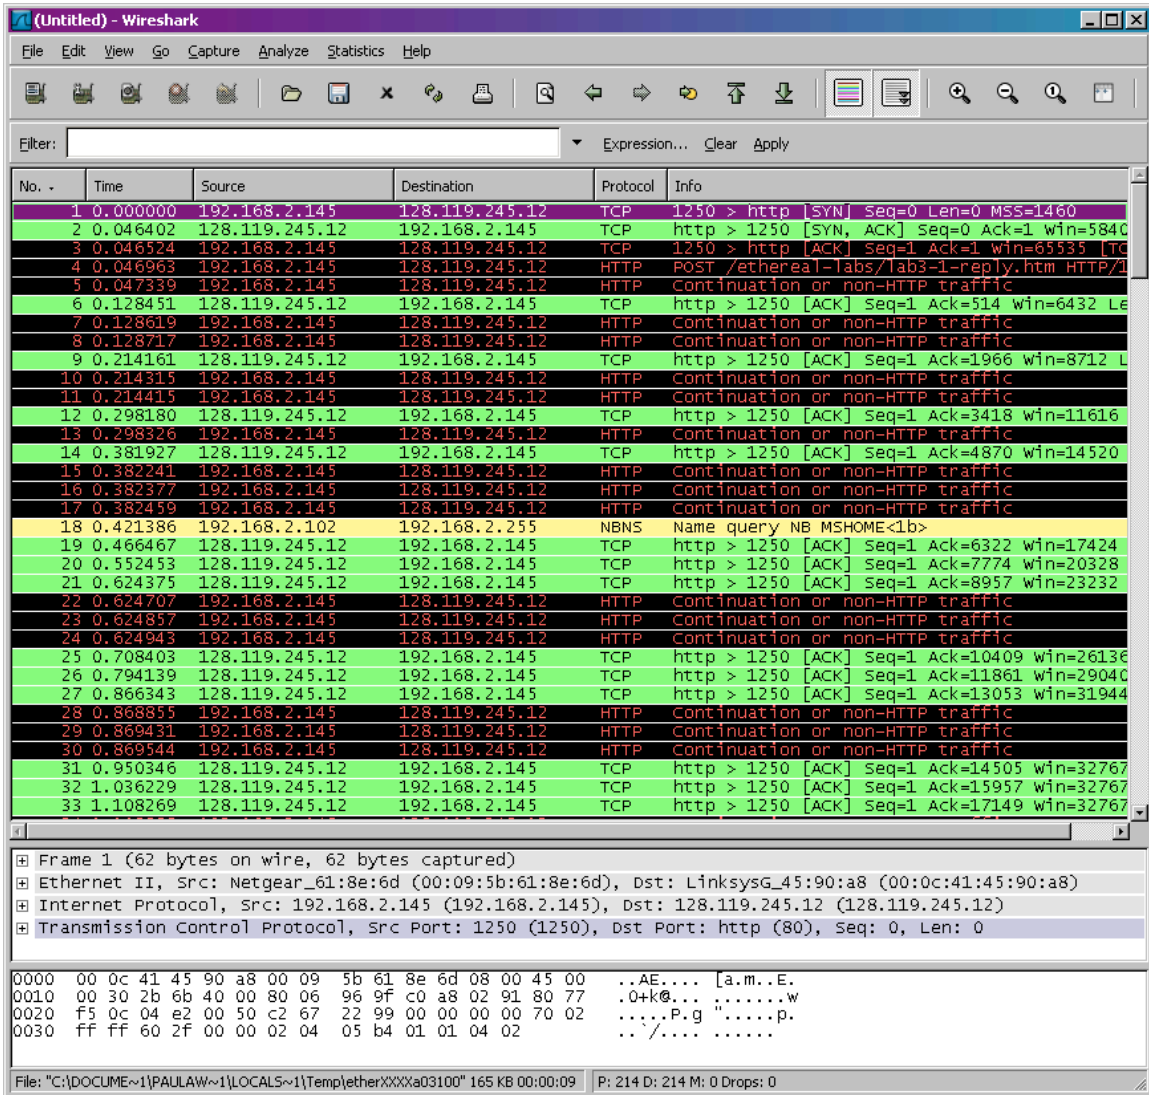 (Untitled) - Wireshark
File Edit View Go Capture Analyze Statistics Help
Filter: Expression... Clear Apply
No. Time Source Destination Protocol Info
1 0.000000 192.168.2.145 128.119.245.12 TCP 1250 > http [SYN] Seq=0 Len=0 MSS=1460
2 0.046402 128.119.245.12 192.168.2.145 TCP http > 1250 [SYN, ACK] Seq=0 Ack=1 Win=5840
3 0.046524 192.168.2.145 128.119.245.12 TCP 1250 > http [ACK] Seq=1 Ack=1 Win=65535 [TC
4 0.046963 192.168.2.145 128.119.245.12 HTTP POST /ethereal-labs/lab3-1-reply.htm HTTP/1
5 0.047339 192.168.2.145 128.119.245.12 HTTP Continuation or non-HTTP traffic
6 0.128451 128.119.245.12 192.168.2.145 TCP http > 1250 [ACK] Seq=1 Ack=514 Win=6432 Le
7 0.128619 192.168.2.145 128.119.245.12 HTTP Continuation or non-HTTP traffic
8 0.128717 192.168.2.145 128.119.245.12 HTTP Continuation or non-HTTP traffic
9 0.214161 128.119.245.12 192.168.2.145 TCP http > 1250 [ACK] Seq=1 Ack=1966 Win=8712 L
10 0.214315 192.168.2.145 128.119.245.12 HTTP Continuation or non-HTTP traffic
11 0.214415 192.168.2.145 128.119.245.12 HTTP Continuation or non-HTTP traffic
12 0.298180 128.119.245.12 192.168.2.145 TCP http > 1250 [ACK] Seq=1 Ack=3418 Win=11616
13 0.298326 192.168.2.145 128.119.245.12 HTTP Continuation or non-HTTP traffic
14 0.381927 128.119.245.12 192.168.2.145 TCP http > 1250 [ACK] Seq=1 Ack=4870 Win=14520
15 0.382241 192.168.2.145 128.119.245.12 HTTP Continuation or non-HTTP traffic
16 0.382377 192.168.2.145 128.119.245.12 HTTP Continuation or non-HTTP traffic
17 0.382459 192.168.2.145 128.119.245.12 HTTP Continuation or non-HTTP traffic
18 0.421386 192.168.2.102 192.168.2.255 NBNS Name query NB MSHOME<1b>
19 0.466467 128.119.245.12 192.168.2.145 TCP http > 1250 [ACK] Seq=1 Ack=6322 Win=17424
20 0.552453 128.119.245.12 192.168.2.145 TCP http > 1250 [ACK] Seq=1 Ack=7774 Win=20328
21 0.624375 128.119.245.12 192.168.2.145 TCP http > 1250 [ACK] Seq=1 Ack=8957 Win=23232
22 0.624707 192.168.2.145 128.119.245.12 HTTP Continuation or non-HTTP traffic
23 0.624857 192.168.2.145 128.119.245.12 HTTP Continuation or non-HTTP traffic
24 0.624943 192.168.2.145 128.119.245.12 HTTP Continuation or non-HTTP traffic
25 0.708403 128.119.245.12 192.168.2.145 TCP http > 1250 [ACK] Seq=1 Ack=10409 Win=26136
26 0.794139 128.119.245.12 192.168.2.145 TCP http > 1250 [ACK] Seq=1 Ack=11861 Win=29040
27 0.866343 128.119.245.12 192.168.2.145 TCP http > 1250 [ACK] Seq=1 Ack=13053 Win=31944
28 0.868855 192.168.2.145 128.119.245.12 HTTP Continuation or non-HTTP traffic
29 0.869431 192.168.2.145 128.119.245.12 HTTP Continuation or non-HTTP traffic
30 0.869544 192.168.2.145 128.119.245.12 HTTP Continuation or non-HTTP traffic
31 0.950346 128.119.245.12 192.168.2.145 TCP http > 1250 [ACK] Seq=1 Ack=14505 Win=32767
32 1.036229 128.119.245.12 192.168.2.145 TCP http > 1250 [ACK] Seq=1 Ack=15957 Win=32767
33 1.108269 128.119.245.12 192.168.2.145 TCP http > 1250 [ACK] Seq=1 Ack=17149 Win=32767
Frame 1 (62 bytes on wire, 62 bytes captured)
Ethernet II, Src: Netgear_61:8e:6d (00:09:5b:61:8e:6d), Dst: LinksysG_45:90:a8 (00:0c:41:45:90:a8)
Internet Protocol, Src: 192.168.2.145 (192.168.2.145), Dst: 128.119.245.12 (128.119.245.12)
Transmission Control Protocol, Src Port: 1250 (1250), Dst Port: http (80), Seq: 0, Len: 0
0000 00 0c 41 45 90 a8 00 09 5b 61 8e 6d 08 00 45 00 ..AE.... [a.m..E.
0010 00 30 2b 6b 40 00 80 06 96 9f c0 a8 02 91 80 77 .0+k@... .......w
0020 f5 0c 04 e2 00 50 c2 67 22 99 00 00 00 00 70 02 .....P.g ".....p.
0030 ff ff 60 2f 00 00 02 04 05 b4 01 01 04 02 ..`/.... ......
File: "C:\DOCUME~1\PAULAW~1\LOCALS~1\Temp\etherXXXXa03100" 165 KB 00:00:09 P: 214 D: 214 M: 0 Drops: 0